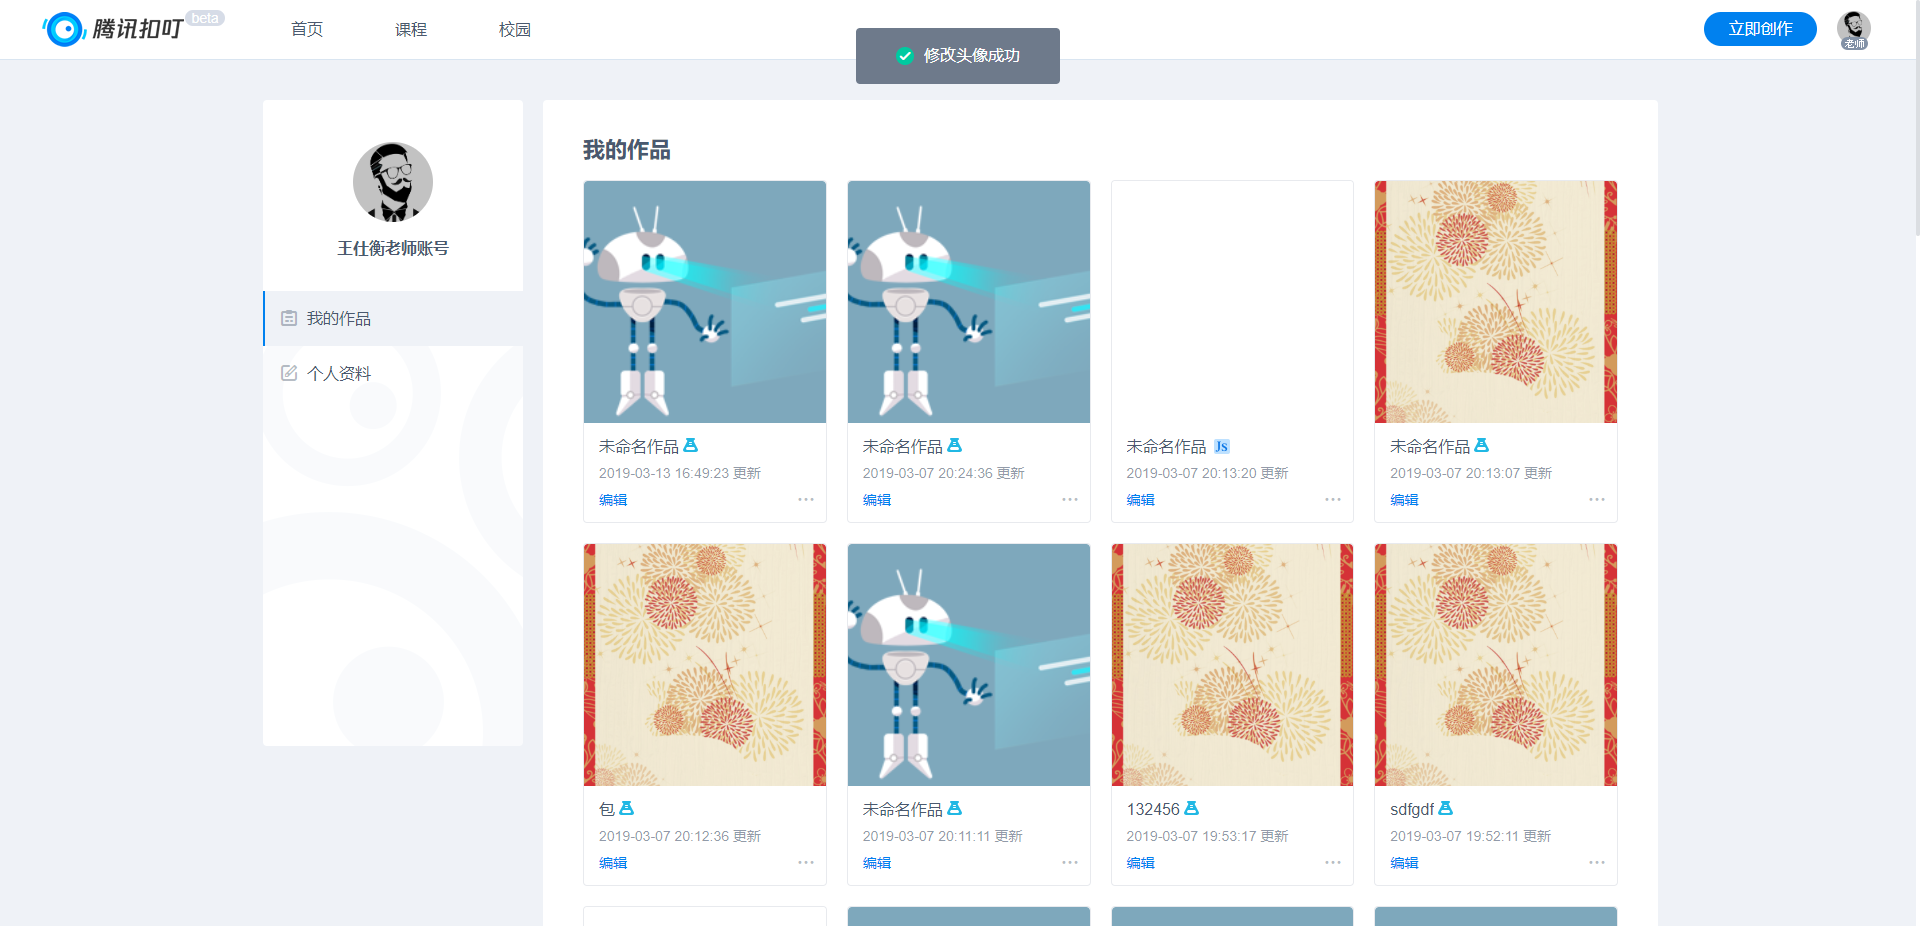 腾讯扣叮 beta 首页 课程 校园 立即创作
老师
修改头像成功
王仕衡老师账号
我的作品
个人资料
我的作品
未命名作品
2019-03-13 16:49:23 更新
编辑 ···
未命名作品
2019-03-07 20:24:36 更新
编辑 ···
未命名作品 Js
2019-03-07 20:13:20 更新
编辑 ···
未命名作品
2019-03-07 20:13:07 更新
编辑 ···
包
2019-03-07 20:12:36 更新
编辑 ···
未命名作品
2019-03-07 20:11:11 更新
编辑 ···
132456
2019-03-07 19:53:17 更新
编辑 ···
sdfgdf
2019-03-07 19:52:11 更新
编辑 ···